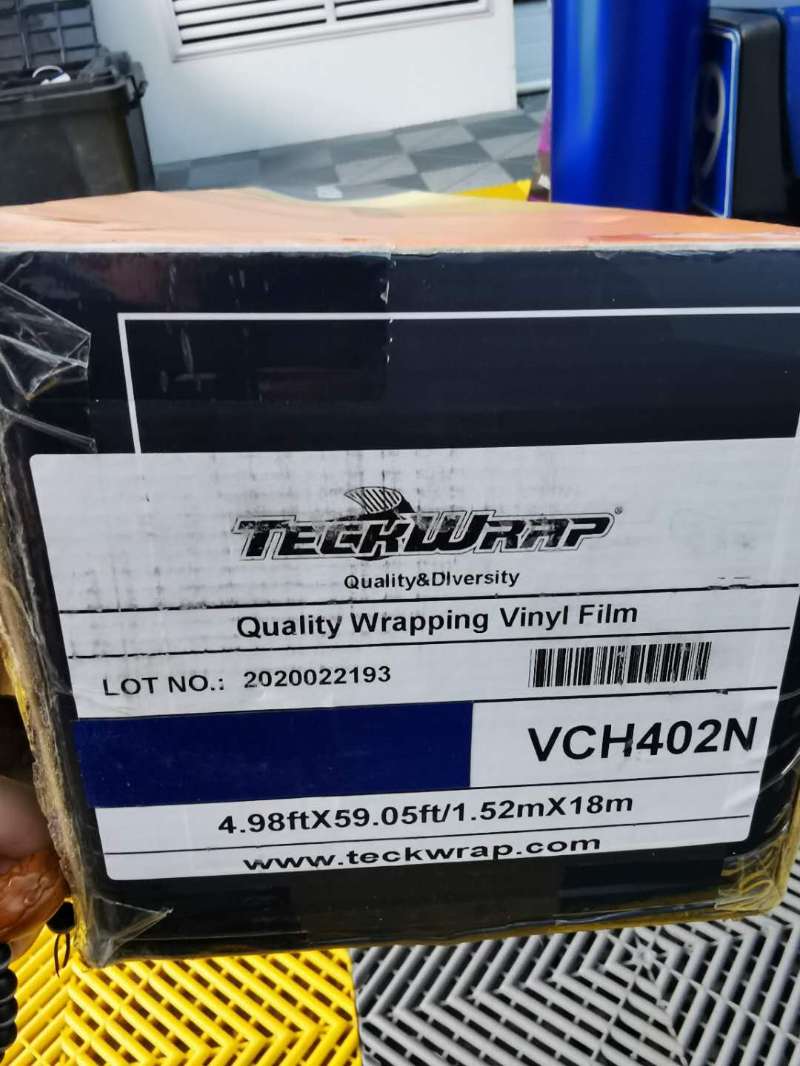 TECKWRAP®
Quality&DIversity
Quality Wrapping Vinyl Film
LOT NO.: 2020022193
VCH402N
4.98ftX59.05ft/1.52mX18m
www.teckwrap.com